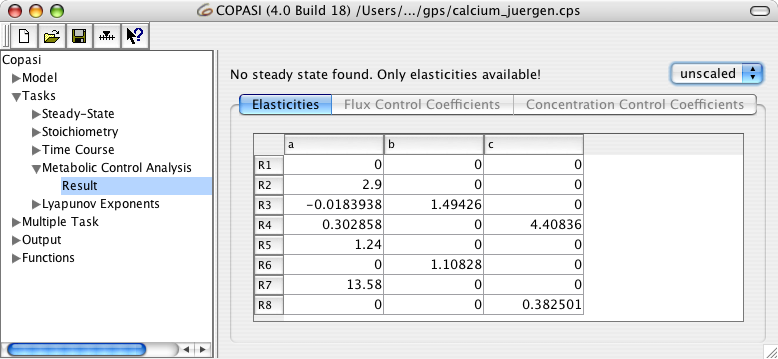 COPASI (4.0 Build 18) /Users/.../gps/calcium_juergen.cps
Copasi
Model
Tasks
Steady-State
Stoichiometry
Time Course
Metabolic Control Analysis
Result
Lyapunov Exponents
Multiple Task
Output
Functions
No steady state found. Only elasticities available!
unscaled
Elasticities Flux Control Coefficients Concentration Control Coefficients
a b c
R1 0 0 0
R2 2.9 0 0
R3 -0.0183938 1.49426 0
R4 0.302858 0 4.40836
R5 1.24 0 0
R6 0 1.10828 0
R7 13.58 0 0
R8 0 0 0.382501